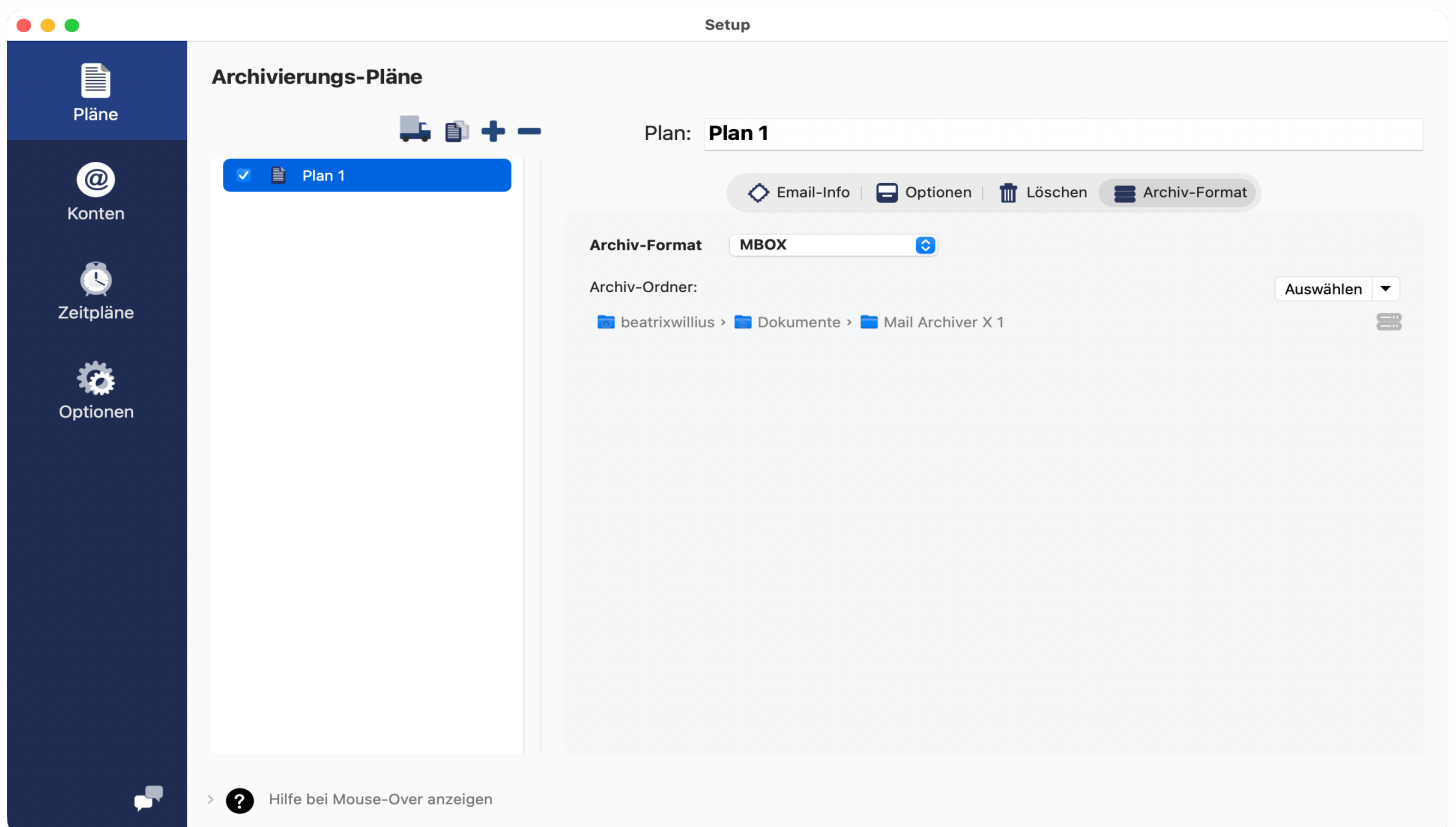 Setup
Pläne
Konten
Zeitpläne
Optionen
Archivierungs-Pläne
Plan 1
Plan: Plan 1
Email-Info Optionen Löschen Archiv-Format
Archiv-Format MBOX
Archiv-Ordner: Auswählen
beatrixwillius › Dokumente › Mail Archiver X 1
? Hilfe bei Mouse-Over anzeigen